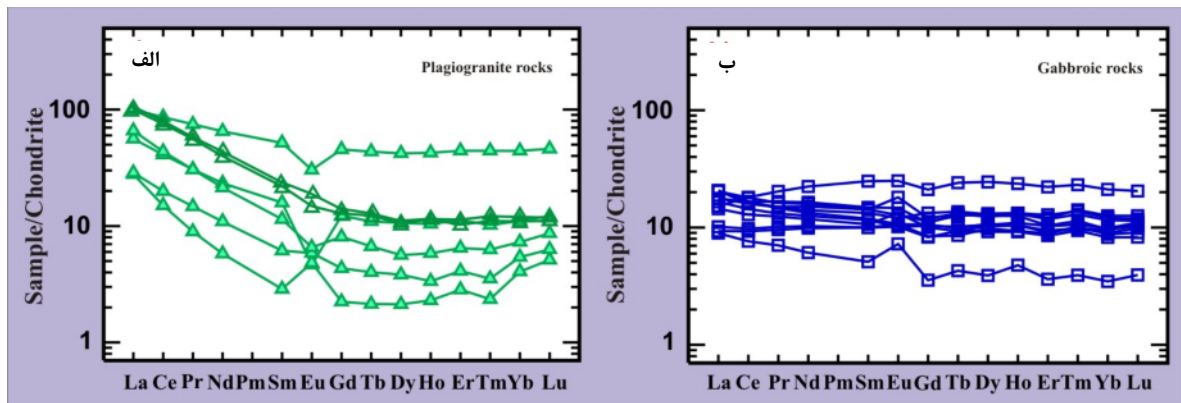 الف
Plagiogranite rocks
Sample/Chondrite
100
10
1
La Ce Pr Nd Pm Sm Eu Gd Tb Dy Ho Er Tm Yb Lu
ب
Gabbroic rocks
Sample/Chondrite
100
10
1
La Ce Pr Nd Pm Sm Eu Gd Tb Dy Ho Er Tm Yb Lu